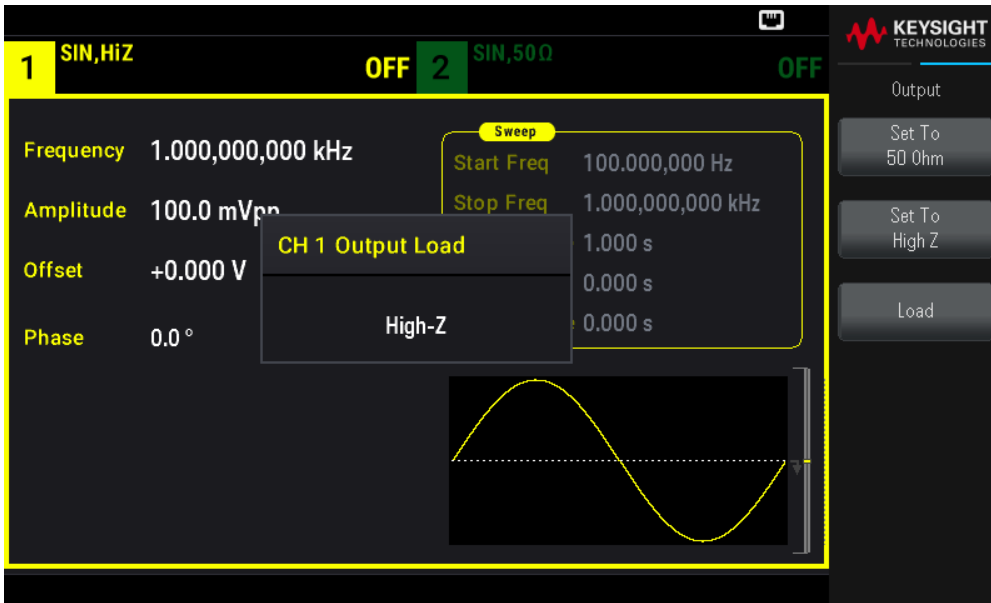 KEYSIGHT
TECHNOLOGIES
1 SIN,HiZ OFF
2 SIN,50Ω OFF
Frequency 1.000,000,000 kHz
Amplitude 100.0 mVpp
Offset +0.000 V
Phase 0.0 °
Sweep
Start Freq 100.000,000 Hz
Stop Freq 1.000,000,000 kHz
1.000 s
0.000 s
0.000 s
CH 1 Output Load
High-Z
Output
Set To
50 Ohm
Set To
High Z
Load